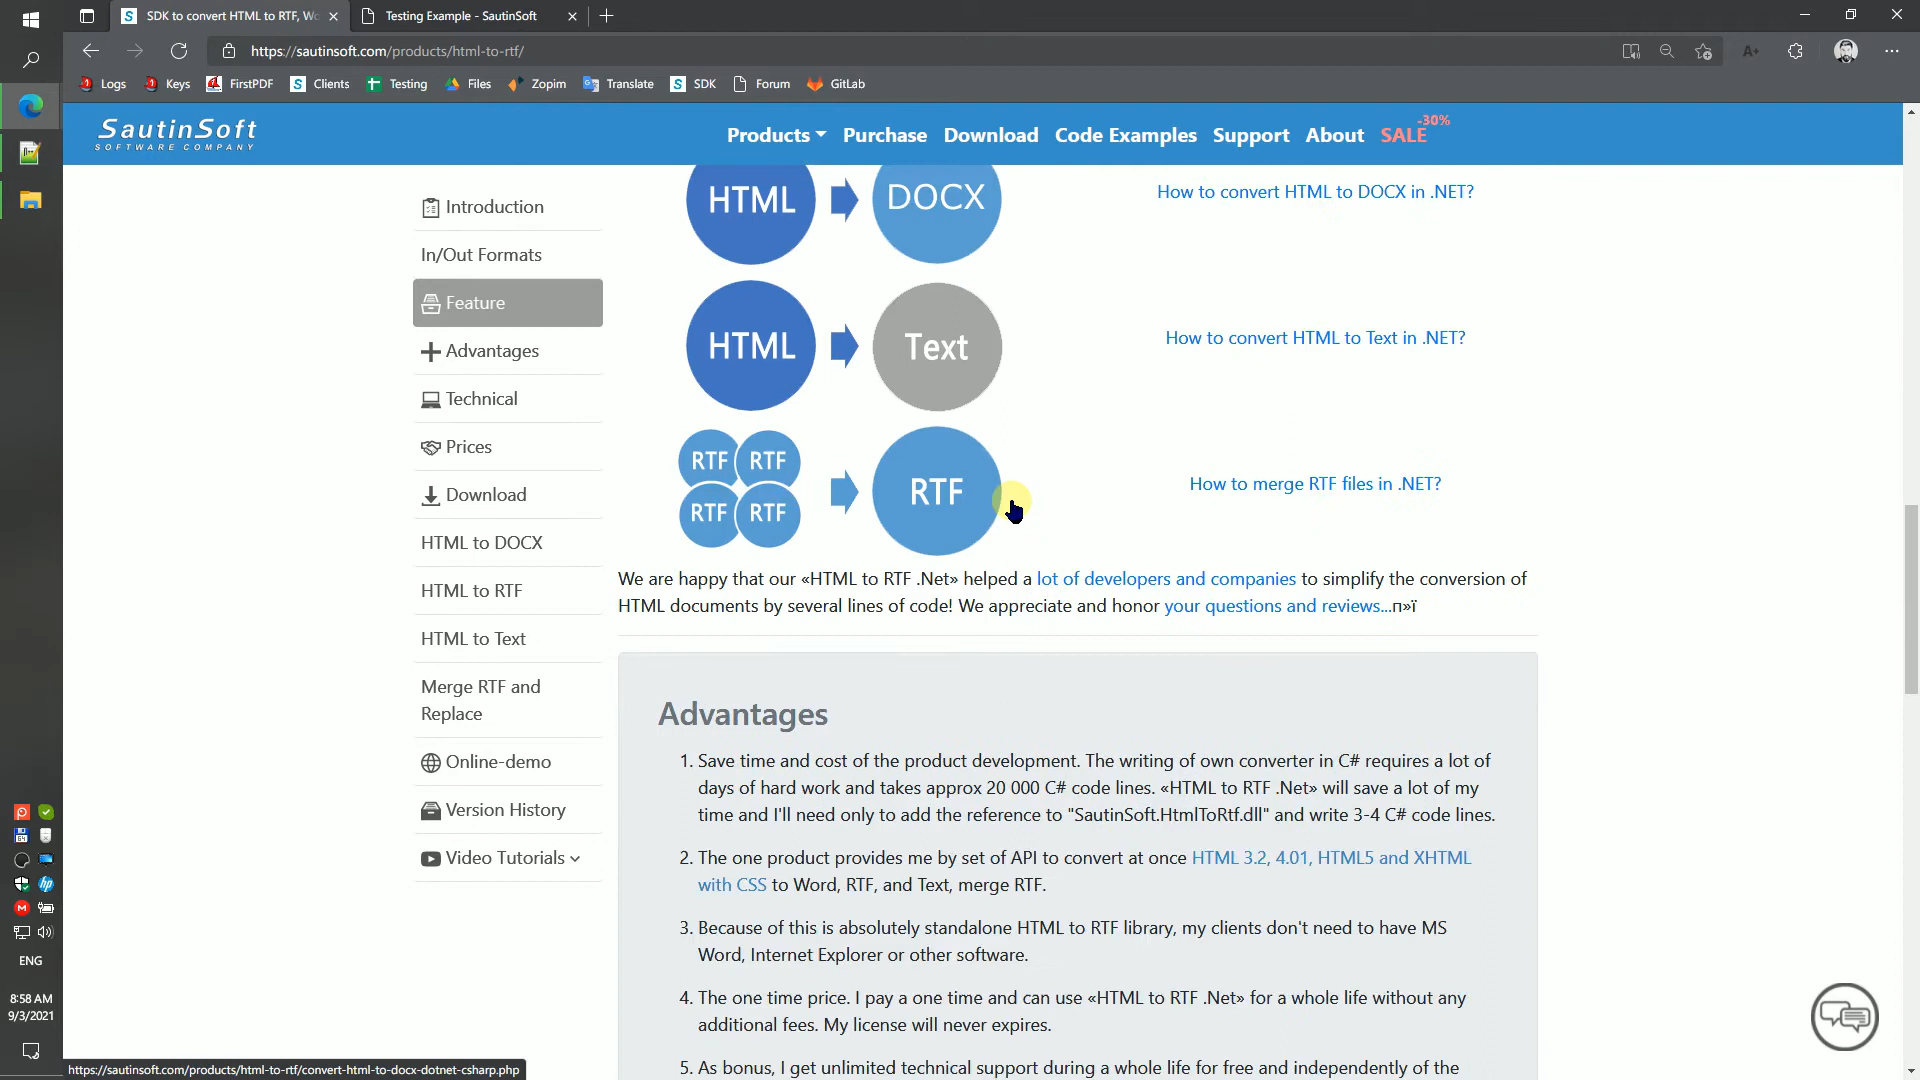 SDK to convert HTML to RTF, Wo
Testing Example - SautinSoft
https://sautinsoft.com/products/html-to-rtf/
Logs
Keys
FirstPDF
Clients
Testing
Files
Zopim
Translate
SDK
Forum
GitLab
SautinSoft
SOFTWARE COMPANY
Products
Purchase
Download
Code Examples
Support
About
SALE
-30%
Introduction
In/Out Formats
Feature
Advantages
Technical
Prices
Download
HTML to DOCX
HTML to RTF
HTML to Text
Merge RTF and
Replace
Online-demo
Version History
Video Tutorials
HTML
DOCX
How to convert HTML to DOCX in .NET?
HTML
Text
How to convert HTML to Text in .NET?
RTF RTF
RTF RTF
RTF
How to merge RTF files in .NET?
We are happy that our «HTML to RTF .Net» helped a lot of developers and companies to simplify the conversion of
HTML documents by several lines of code! We appreciate and honor your questions and reviews...п»ї
Advantages
1. Save time and cost of the product development. The writing of own converter in C# requires a lot of
days of hard work and takes approx 20 000 C# code lines. «HTML to RTF .Net» will save a lot of my
time and I'll need only to add the reference to "SautinSoft.HtmlToRtf.dll" and write 3-4 C# code lines.
2. The one product provides me by set of API to convert at once HTML 3.2, 4.01, HTML5 and XHTML
with CSS to Word, RTF, and Text, merge RTF.
3. Because of this is absolutely standalone HTML to RTF library, my clients don't need to have MS
Word, Internet Explorer or other software.
4. The one time price. I pay a one time and can use «HTML to RTF .Net» for a whole life without any
additional fees. My license will never expires.
5. As bonus, I get unlimited technical support during a whole life for free and independently of the
ENG
8:58 AM
9/3/2021
https://sautinsoft.com/products/html-to-rtf/convert-html-to-docx-dotnet-csharp.php